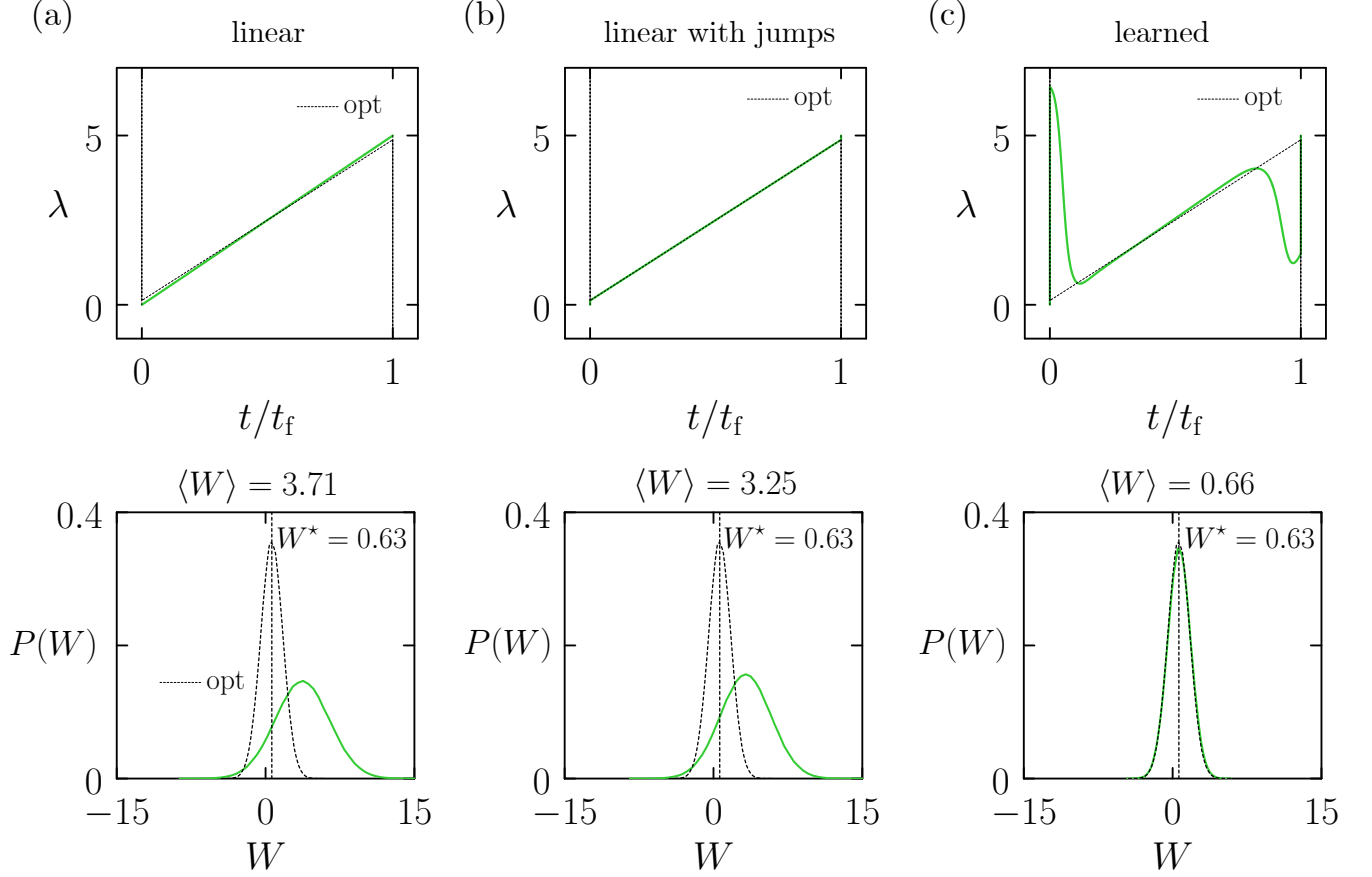 (a)
linear
opt
5
λ
0
0
1
t/t_f
(b)
linear with jumps
opt
5
λ
0
0
1
t/t_f
(c)
learned
opt
5
λ
0
0
1
t/t_f
⟨W⟩ = 3.71
0.4
W⋆ = 0.63
P(W)
opt
0
−15
0
15
W
⟨W⟩ = 3.25
0.4
W⋆ = 0.63
P(W)
0
−15
0
15
W
⟨W⟩ = 0.66
0.4
W⋆ = 0.63
P(W)
0
−15
0
15
W